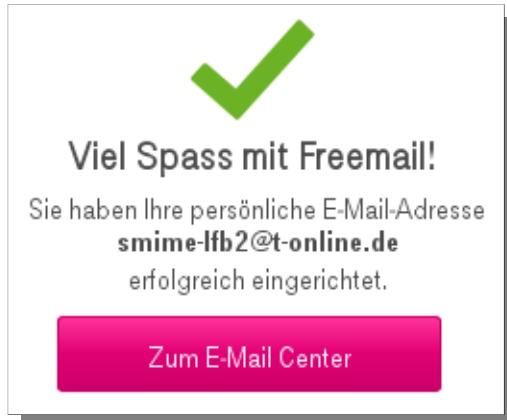 Viel Spass mit Freemail!
Sie haben Ihre persönliche E-Mail-Adresse
smime-lfb2@t-online.de
erfolgreich eingerichtet.
Zum E-Mail Center